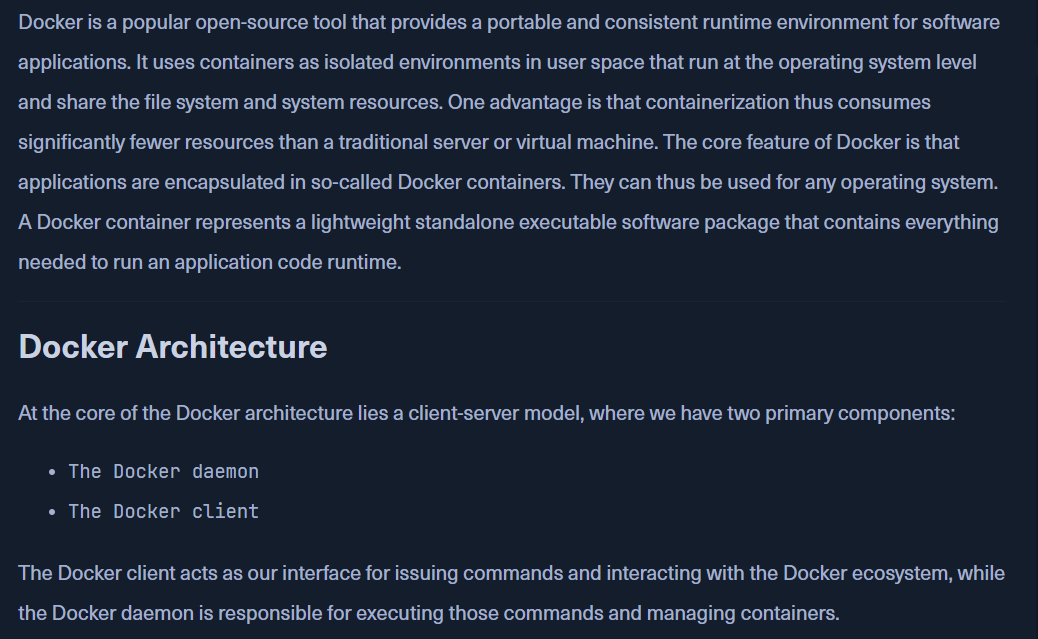 Docker is a popular open-source tool that provides a portable and consistent runtime environment for software
applications. It uses containers as isolated environments in user space that run at the operating system level
and share the file system and system resources. One advantage is that containerization thus consumes
significantly fewer resources than a traditional server or virtual machine. The core feature of Docker is that
applications are encapsulated in so-called Docker containers. They can thus be used for any operating system.
A Docker container represents a lightweight standalone executable software package that contains everything
needed to run an application code runtime.
Docker Architecture
At the core of the Docker architecture lies a client-server model, where we have two primary components:
• The Docker daemon
• The Docker client
The Docker client acts as our interface for issuing commands and interacting with the Docker ecosystem, while
the Docker daemon is responsible for executing those commands and managing containers.